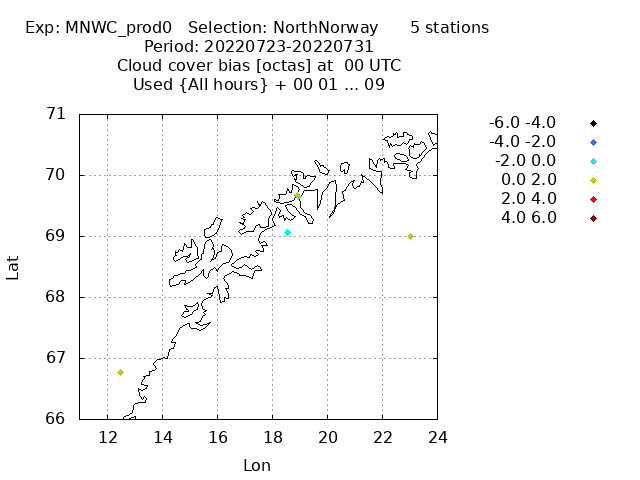 Exp: MNWC_prod0   Selection: NorthNorway      5 stations
Period: 20220723-20220731
Cloud cover bias [octas] at  00 UTC
Used {All hours} + 00 01 ... 09
71
70
69
68
67
66
Lat
12 14 16 18 20 22 24
Lon
-6.0 -4.0
-4.0 -2.0
-2.0 0.0
0.0 2.0
2.0 4.0
4.0 6.0